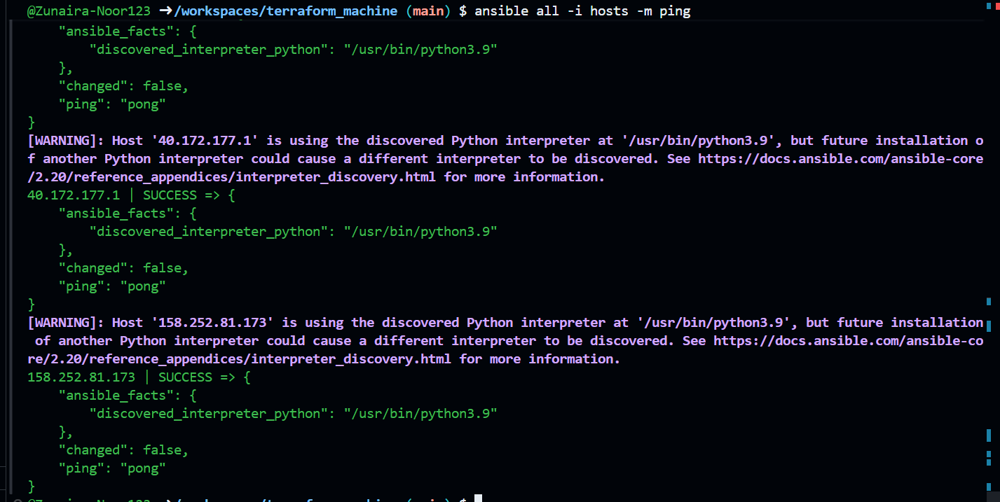 @Zunaira-Noor123 ➜/workspaces/terraform_machine (main) $ ansible all -i hosts -m ping
    "ansible_facts": {
        "discovered_interpreter_python": "/usr/bin/python3.9"
    },
    "changed": false,
    "ping": "pong"
}
[WARNING]: Host '40.172.177.1' is using the discovered Python interpreter at '/usr/bin/python3.9', but future installation o
f another Python interpreter could cause a different interpreter to be discovered. See https://docs.ansible.com/ansible-core
/2.20/reference_appendices/interpreter_discovery.html for more information.
40.172.177.1 | SUCCESS => {
    "ansible_facts": {
        "discovered_interpreter_python": "/usr/bin/python3.9"
    },
    "changed": false,
    "ping": "pong"
}
[WARNING]: Host '158.252.81.173' is using the discovered Python interpreter at '/usr/bin/python3.9', but future installation
 of another Python interpreter could cause a different interpreter to be discovered. See https://docs.ansible.com/ansible-co
re/2.20/reference_appendices/interpreter_discovery.html for more information.
158.252.81.173 | SUCCESS => {
    "ansible_facts": {
        "discovered_interpreter_python": "/usr/bin/python3.9"
    },
    "changed": false,
    "ping": "pong"
}